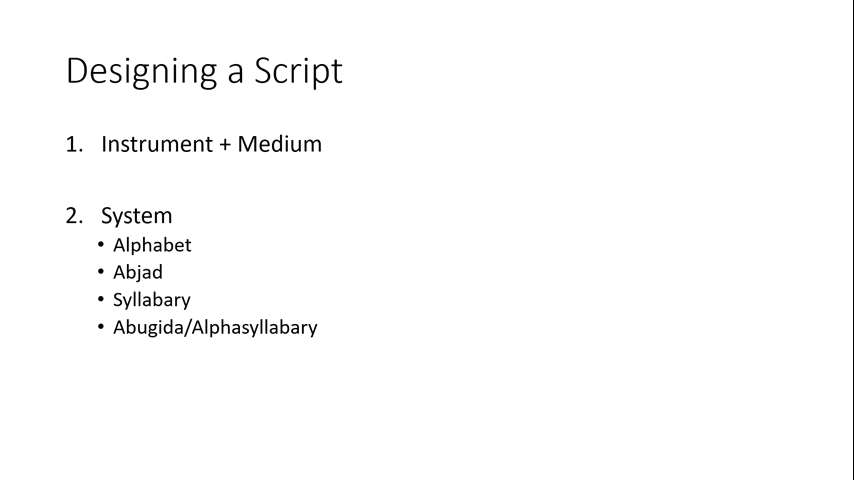 Designing a Script
1. Instrument + Medium
2. System
• Alphabet
• Abjad
• Syllabary
• Abugida/Alphasyllabary